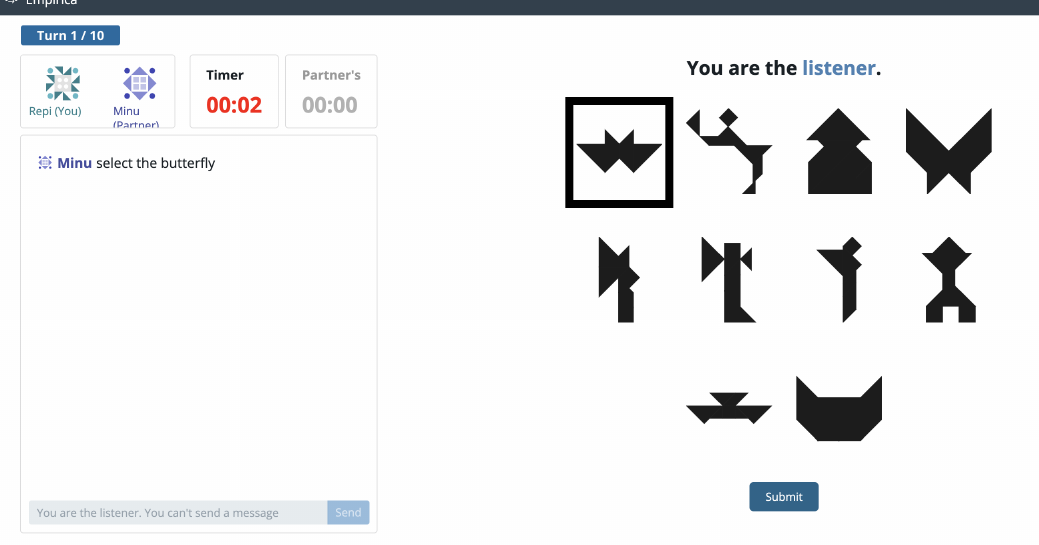 Empirica
Turn 1 / 10
Repi (You)
Minu
(Partner)
Timer
00:02
Partner's
00:00
You are the listener.
Minu select the butterfly
You are the listener. You can't send a message
Send
Submit